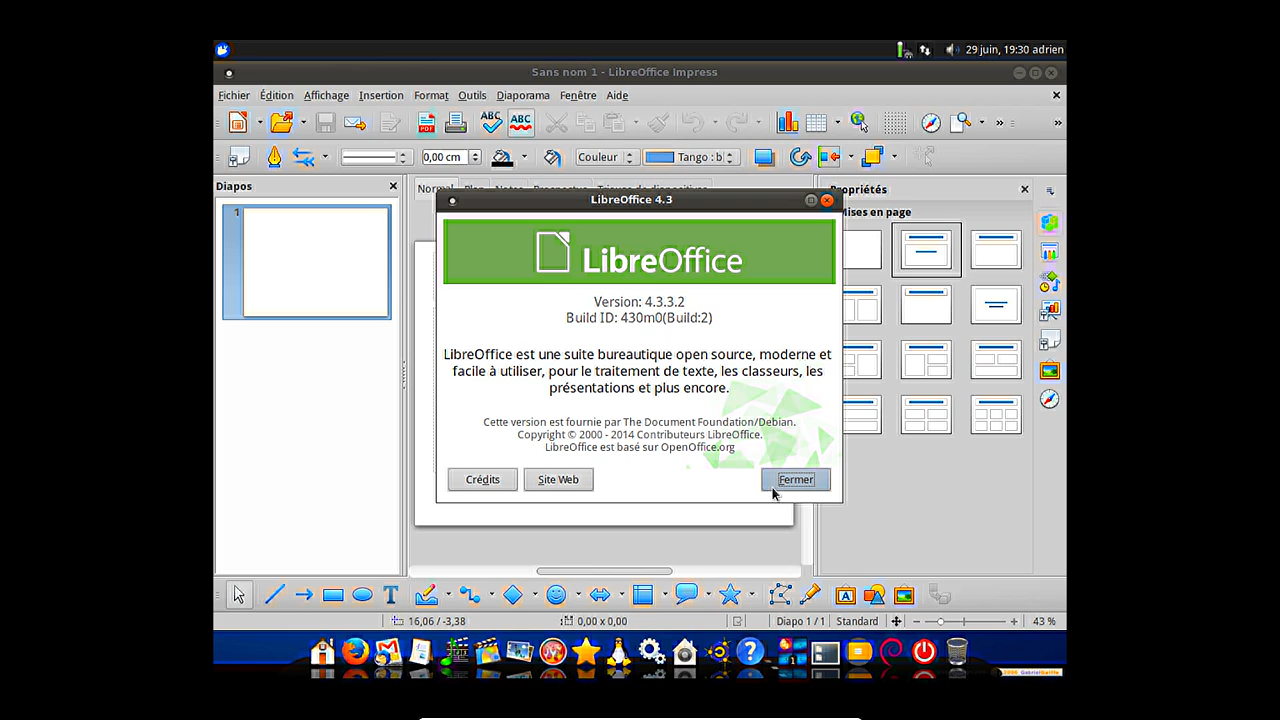 29 juin, 19:30 adrien
Sans nom 1 - LibreOffice Impress
Fichier Édition Affichage Insertion Format Outils Diaporama Fenêtre Aide
PDF ABC ABC
0,00 cm Couleur Tango : b
Diapos
1
Propriétés
Mises en page
LibreOffice 4.3
LibreOffice
Version: 4.3.3.2
Build ID: 430m0(Build:2)
LibreOffice est une suite bureautique open source, moderne et
facile à utiliser, pour le traitement de texte, les classeurs, les
présentations et plus encore.
Cette version est fournie par The Document Foundation/Debian.
Copyright © 2000 - 2014 Contributeurs LibreOffice.
LibreOffice est basé sur OpenOffice.org
Crédits Site Web Fermer
T A
16,06 / -3,38 0,00 x 0,00 Diapo 1 / 1 Standard 43 %
1